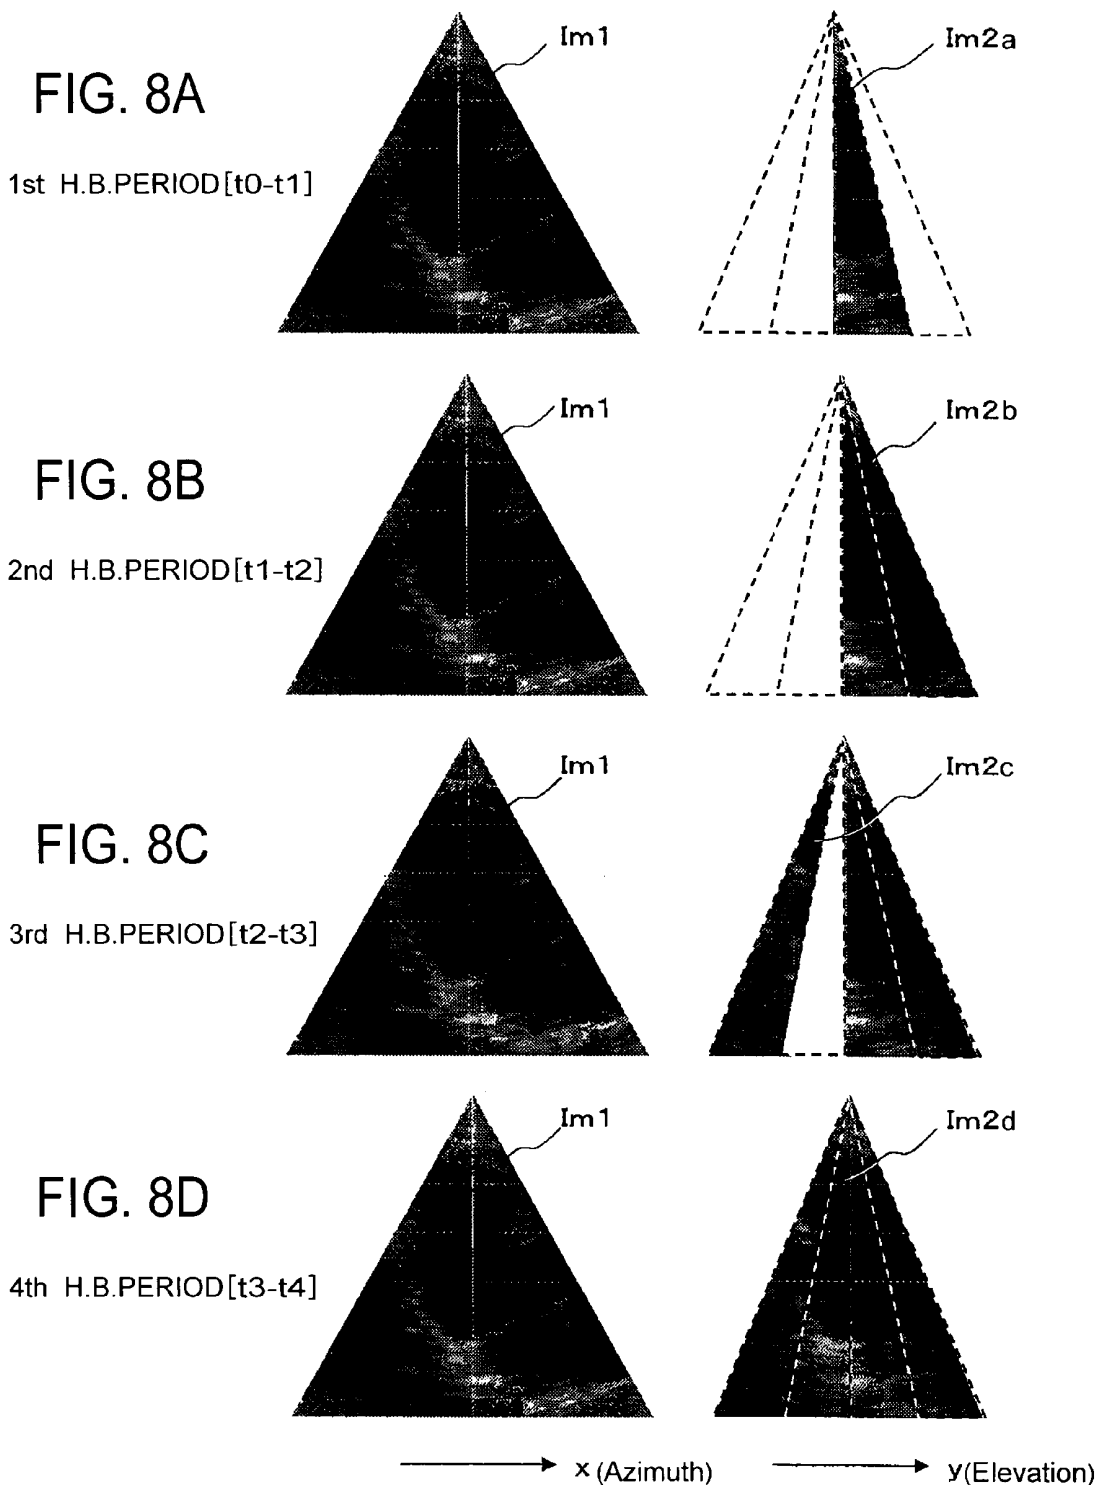 FIG. 8A
1st H.B.PERIOD[t0-t1]
Im1
Im2a
FIG. 8B
2nd H.B.PERIOD[t1-t2]
Im1
Im2b
FIG. 8C
3rd H.B.PERIOD[t2-t3]
Im1
Im2c
FIG. 8D
4th H.B.PERIOD[t3-t4]
Im1
Im2d
x (Azimuth)
y(Elevation)